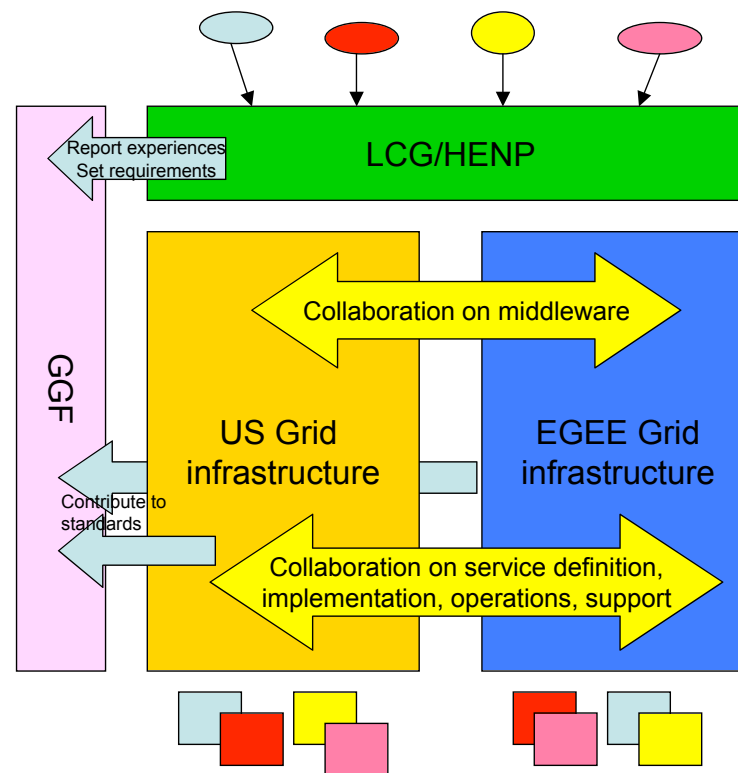 LCG/HENP
Report experiences
Set requirements
GGF
Collaboration on middleware
US Grid
infrastructure
EGEE Grid
infrastructure
Contribute to
standards
Collaboration on service definition,
implementation, operations, support